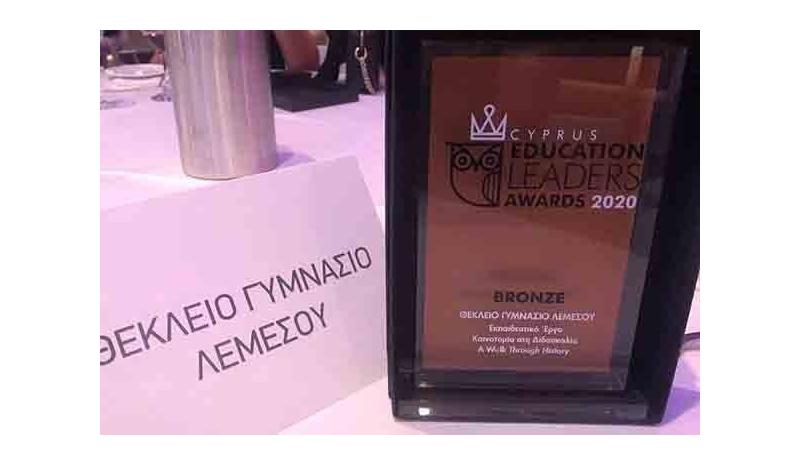 ΘΕΚΛΕΙΟ ΓΥΜΝΑΣΙΟ
ΛΕΜΕΣΟΥ
CYPRUS
EDUCATION
LEADERS
AWARDS 2020
BRONZE
ΘΕΚΛΕΙΟ ΓΥΜΝΑΣΙΟ ΛΕΜΕΣΟΥ
Εκπαιδευτικό Έργο
Καινοτομία στη Διδασκαλία
A Walk Through History